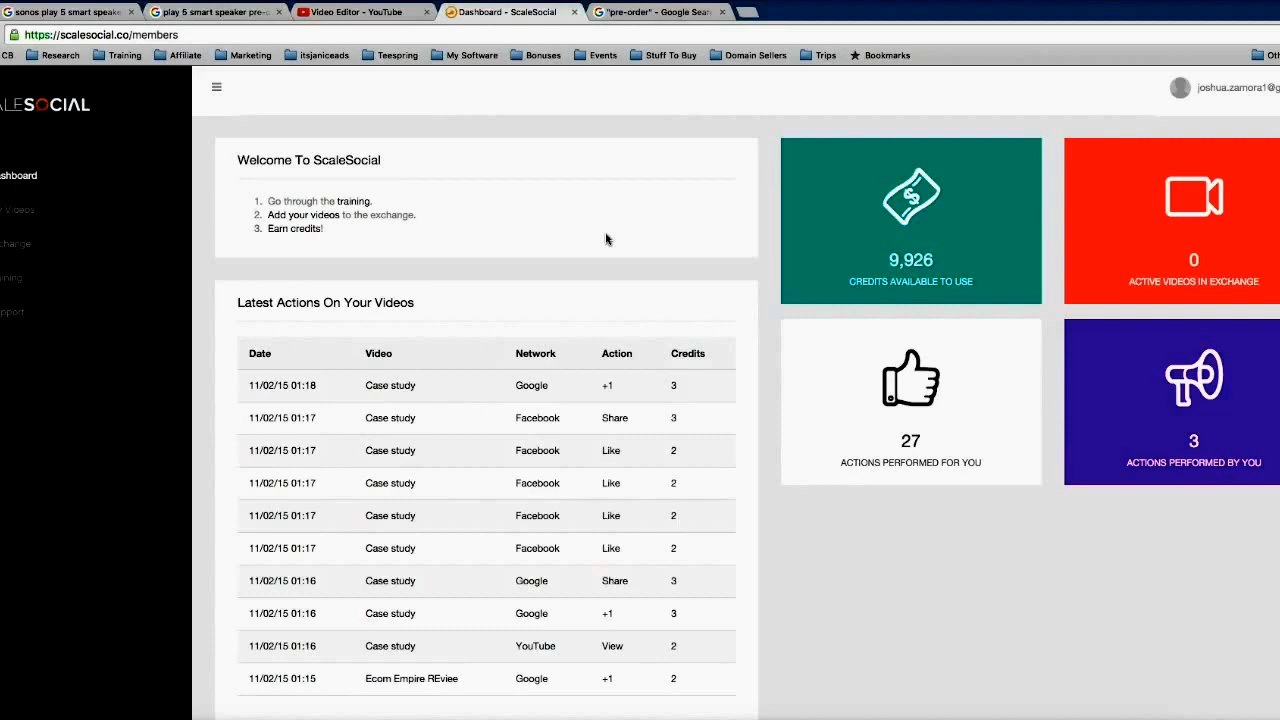 sonos play 5 smart speake
play 5 smart speaker pre-o
Video Editor - YouTube
Dashboard - ScaleSocial
"pre-order" - Google Sear
https://scalesocial.co/members
CB Research Training Affiliate Marketing itsjaniceads Teespring My Software Bonuses Events Stuff To Buy Domain Sellers Trips Bookmarks Oth
joshua.zamora1@g
ALESOCIAL
shboard
y Videos
change
ining
pport
Welcome To ScaleSocial
1. Go through the training.
2. Add your videos to the exchange.
3. Earn credits!
9,926
CREDITS AVAILABLE TO USE
0
ACTIVE VIDEOS IN EXCHANGE
27
ACTIONS PERFORMED FOR YOU
3
ACTIONS PERFORMED BY YOU
Latest Actions On Your Videos
Date Video Network Action Credits
11/02/15 01:18 Case study Google +1 3
11/02/15 01:17 Case study Facebook Share 3
11/02/15 01:17 Case study Facebook Like 2
11/02/15 01:17 Case study Facebook Like 2
11/02/15 01:17 Case study Facebook Like 2
11/02/15 01:17 Case study Facebook Like 2
11/02/15 01:16 Case study Google Share 3
11/02/15 01:16 Case study Google +1 3
11/02/15 01:16 Case study YouTube View 2
11/02/15 01:15 Ecom Empire REviee Google +1 2